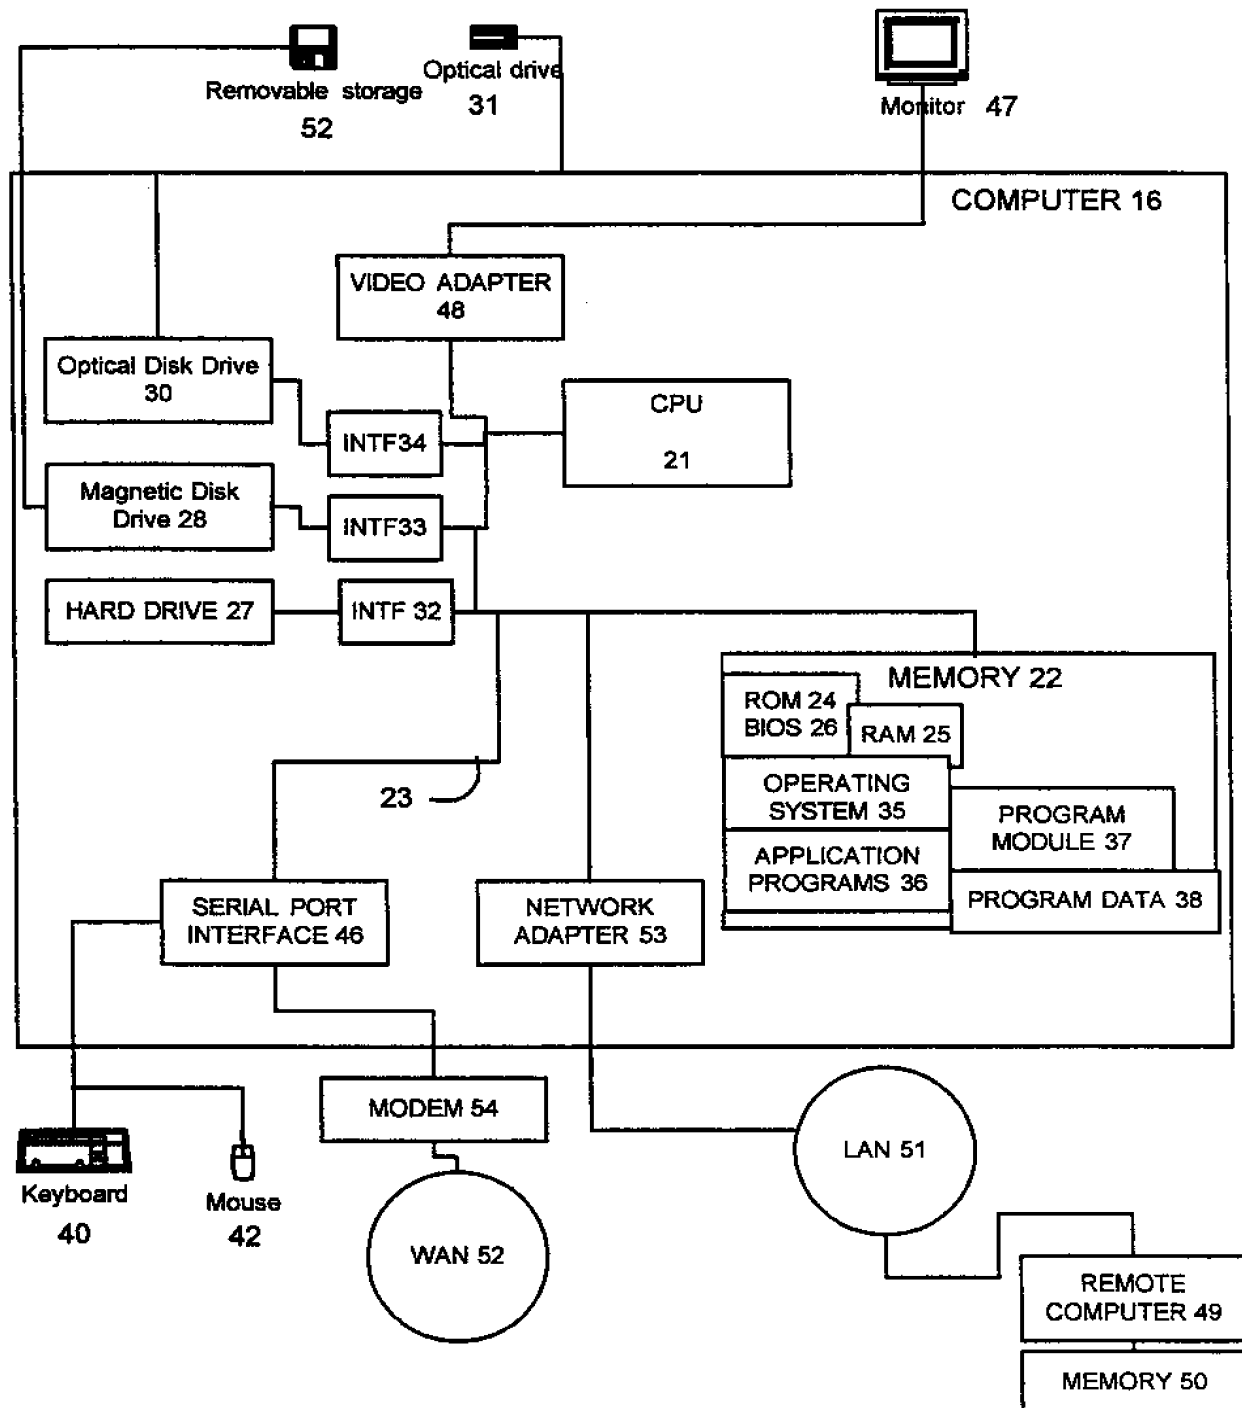 Removable storage
52
Optical drive
31
Monitor 47
COMPUTER 16
VIDEO ADAPTER
48
Optical Disk Drive
30
CPU
21
INTF34
Magnetic Disk
Drive 28
INTF33
HARD DRIVE 27
INTF 32
MEMORY 22
ROM 24
BIOS 26
RAM 25
OPERATING
SYSTEM 35
23
PROGRAM
MODULE 37
APPLICATION
PROGRAMS 36
PROGRAM DATA 38
SERIAL PORT
INTERFACE 46
NETWORK
ADAPTER 53
MODEM 54
LAN 51
Keyboard
40
Mouse
42
WAN 52
REMOTE
COMPUTER 49
MEMORY 50